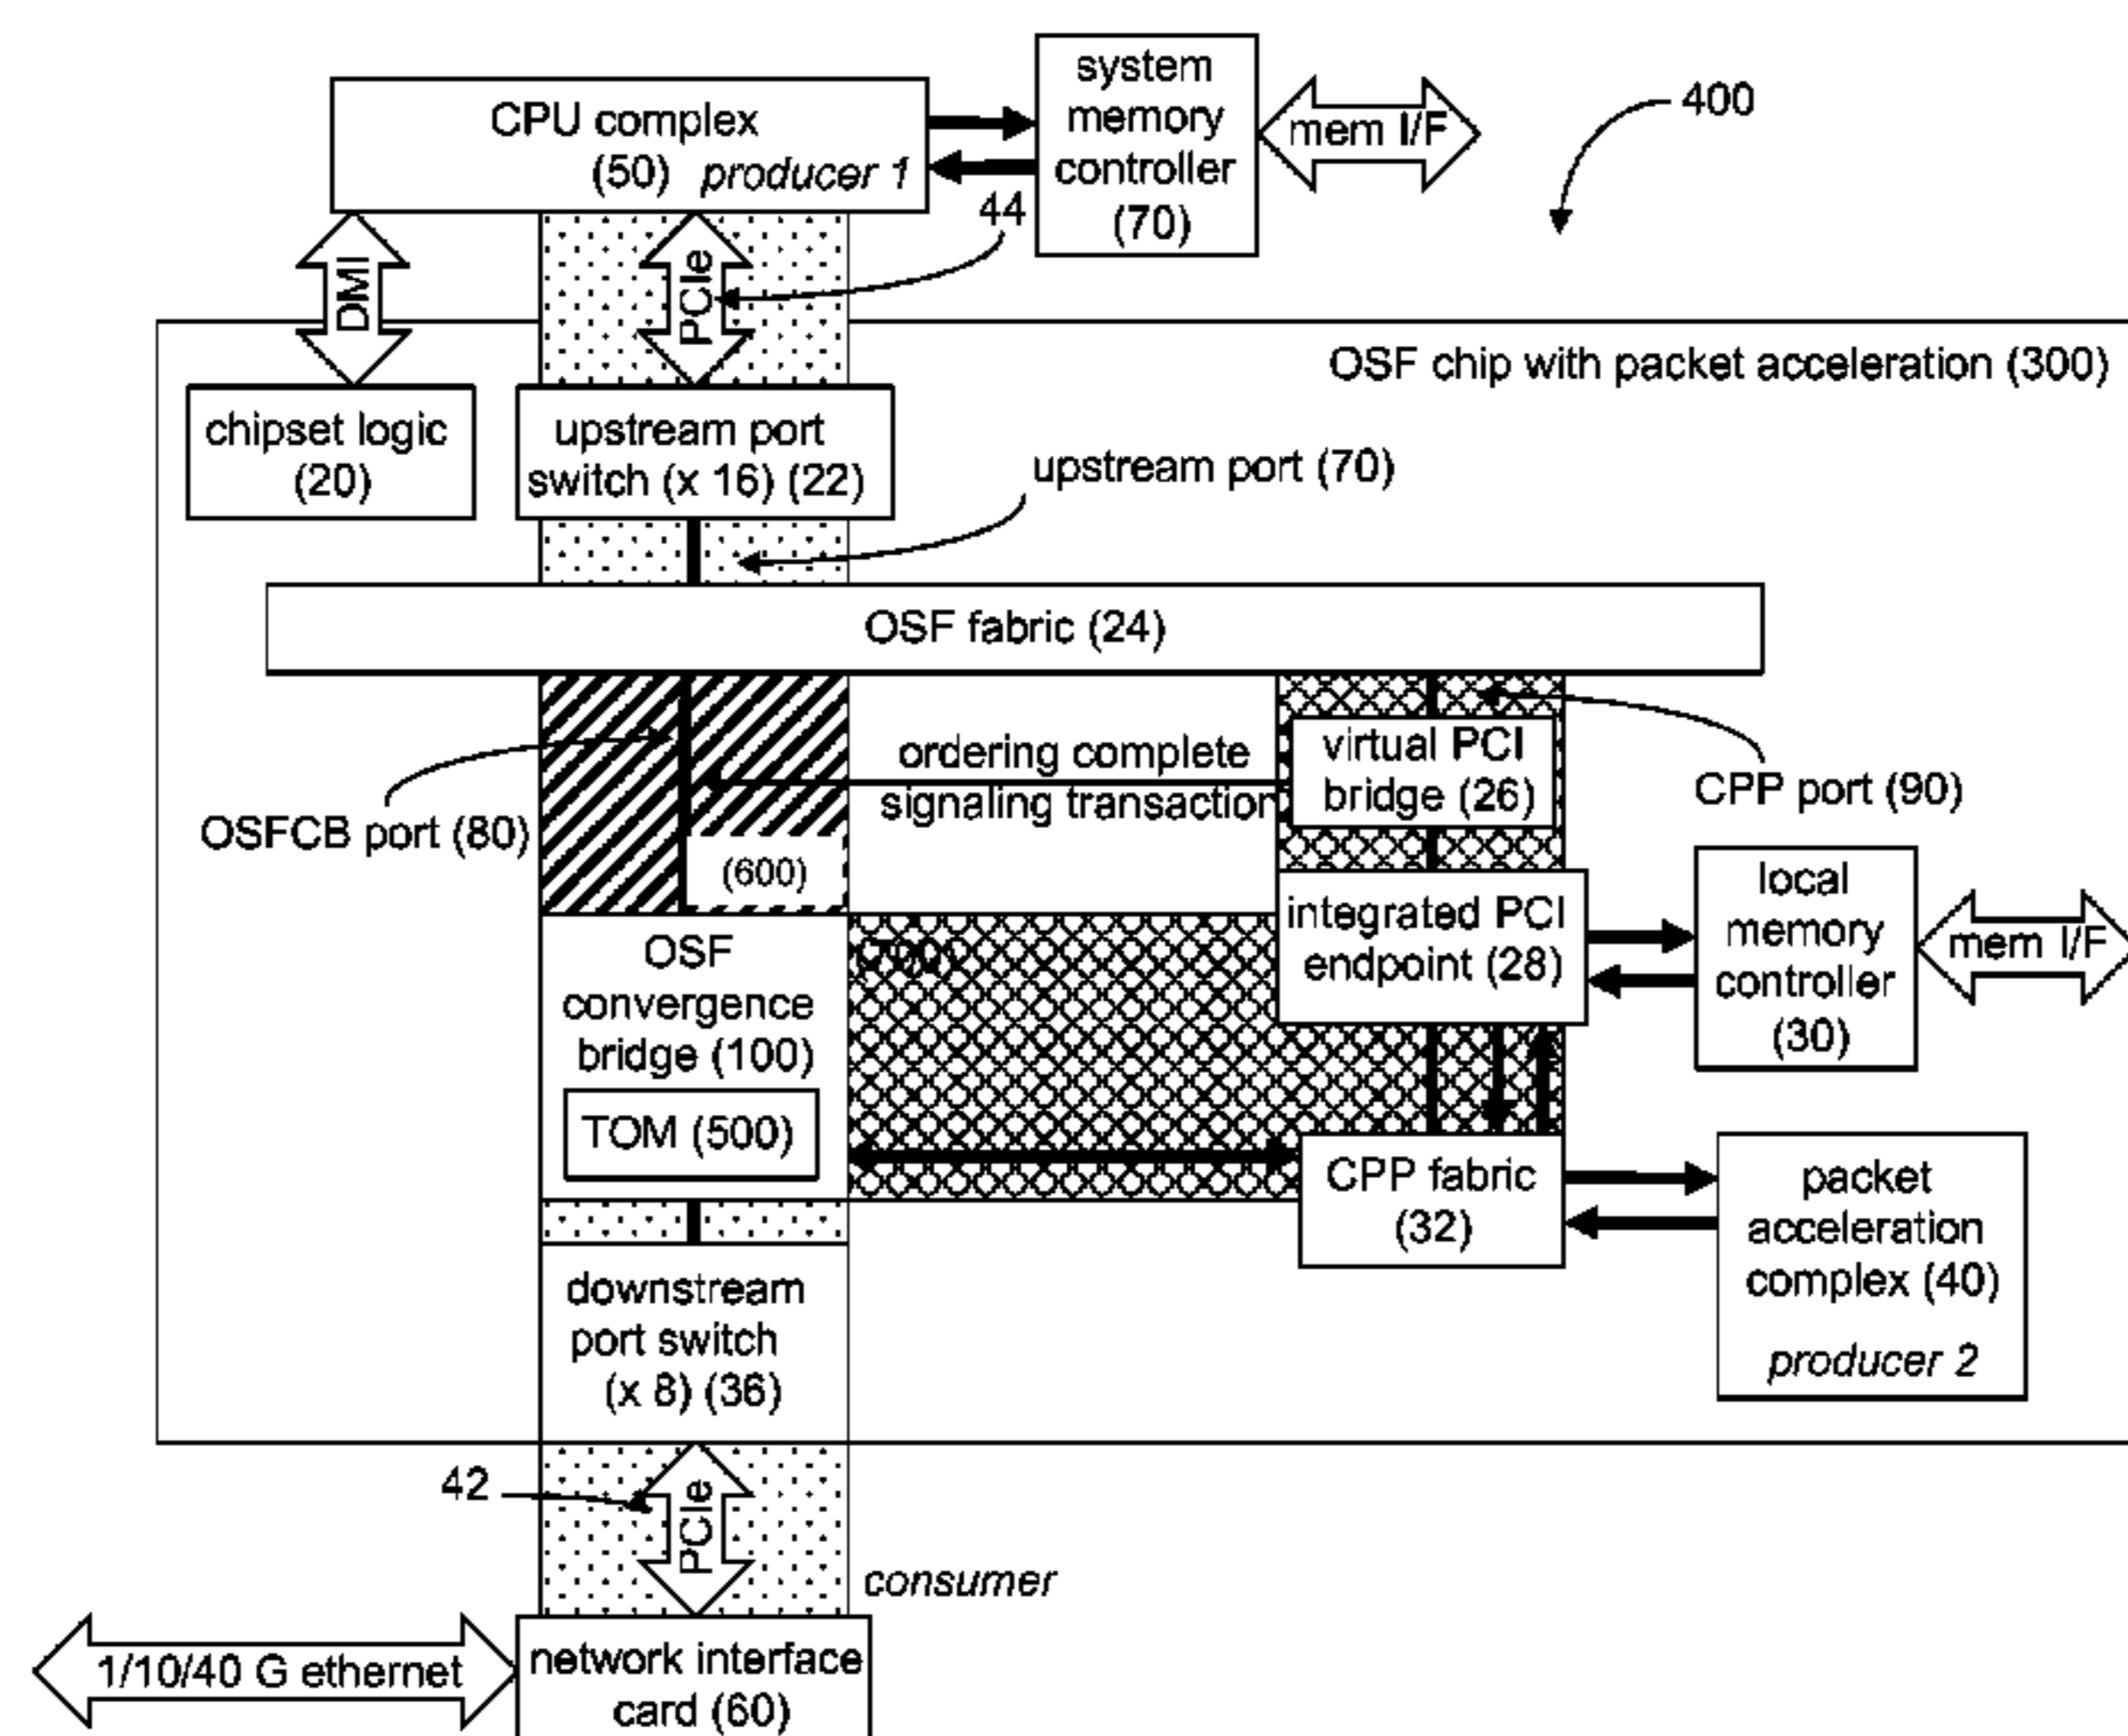 system
memory
controller
(70)
CPU complex
(50) producer 1
mem I/F
400
44
DMI
PCIe
OSF chip with packet acceleration (300)
chipset logic
(20)
upstream port
switch (x 16) (22)
upstream port (70)
OSF fabric (24)
ordering complete
signaling transaction
virtual PCI
bridge (26)
CPP port (90)
OSFCB port (80)
(600)
local
memory
controller
(30)
integrated PCI
endpoint (28)
mem I/F
OSF
convergence
bridge (100)
TOM (500)
CPP fabric
(32)
packet
acceleration
complex (40)
producer 2
downstream
port switch
(x 8) (36)
42
PCIe
consumer
1/10/40 G ethernet
network interface
card (60)